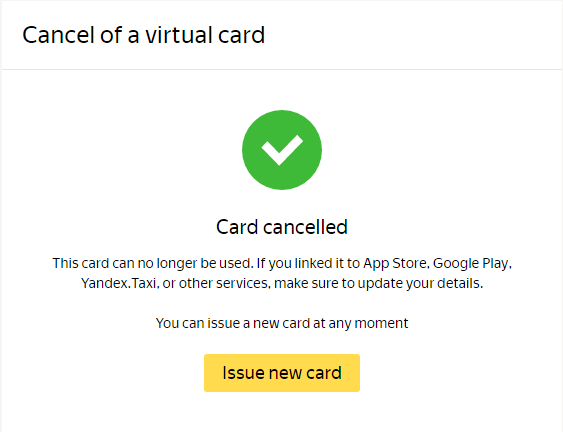 Cancel of a virtual card
Card cancelled
This card can no longer be used. If you linked it to App Store, Google Play,
Yandex.Taxi, or other services, make sure to update your details.
You can issue a new card at any moment
Issue new card